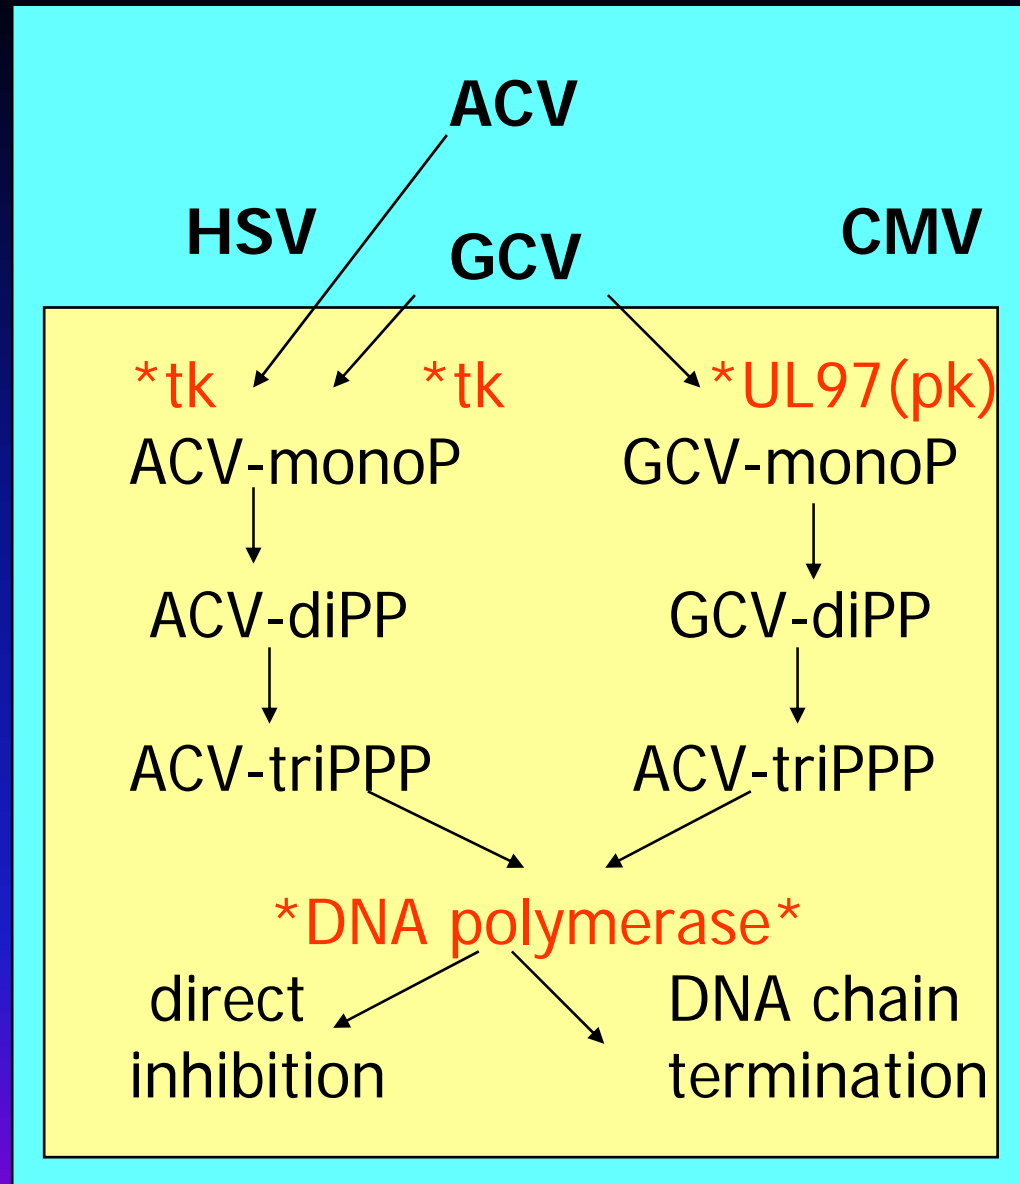 ACV
HSV GCV CMV
*tk *tk *UL97(pk)
ACV-monoP GCV-monoP
ACV-diPP GCV-diPP
ACV-triPPP ACV-triPPP
*DNA polymerase*
direct DNA chain
inhibition termination